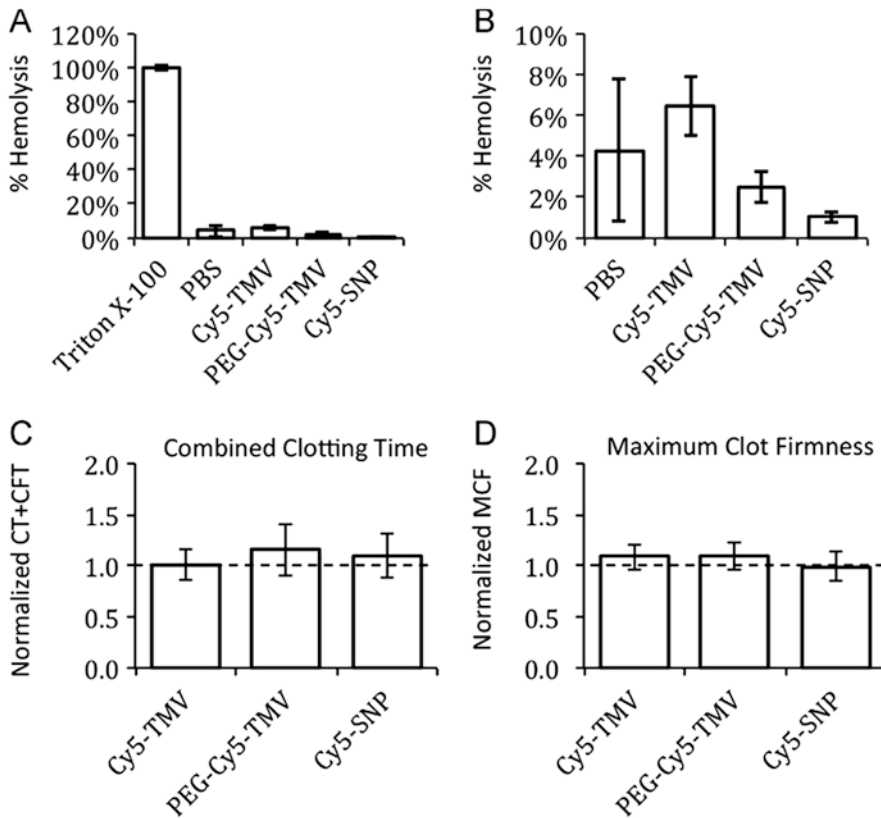 A
% Hemolysis
120%
100%
80%
60%
40%
20%
0%
Triton X-100
PBS
Cy5-TMV
PEG-Cy5-TMV
Cy5-SNP
B
% Hemolysis
10%
8%
6%
4%
2%
0%
PBS
Cy5-TMV
PEG-Cy5-TMV
Cy5-SNP
C
Combined Clotting Time
Normalized CT+CFT
2.0
1.5
1.0
0.5
0.0
Cy5-TMV
PEG-Cy5-TMV
Cy5-SNP
D
Maximum Clot Firmness
Normalized MCF
2.0
1.5
1.0
0.5
0.0
Cy5-TMV
PEG-Cy5-TMV
Cy5-SNP